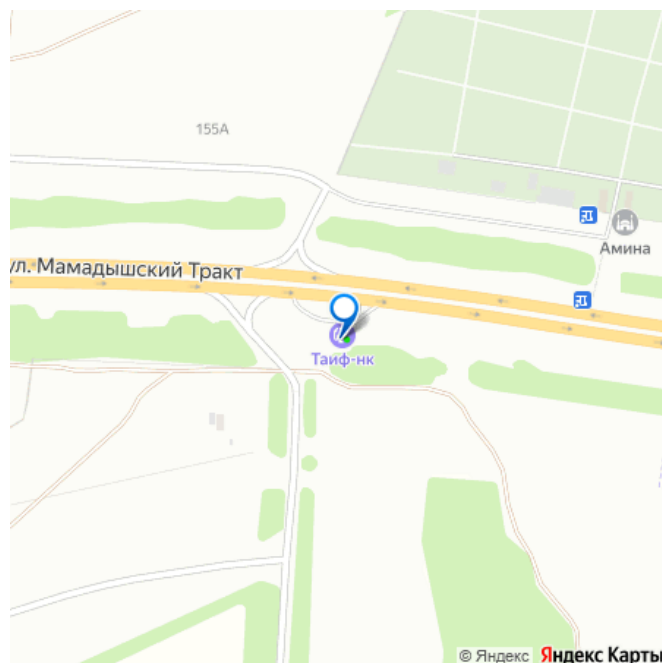 155А
Амина
ул. Мамадышский Тракт
Таиф-нк
© Яндекс Яндекс Карты